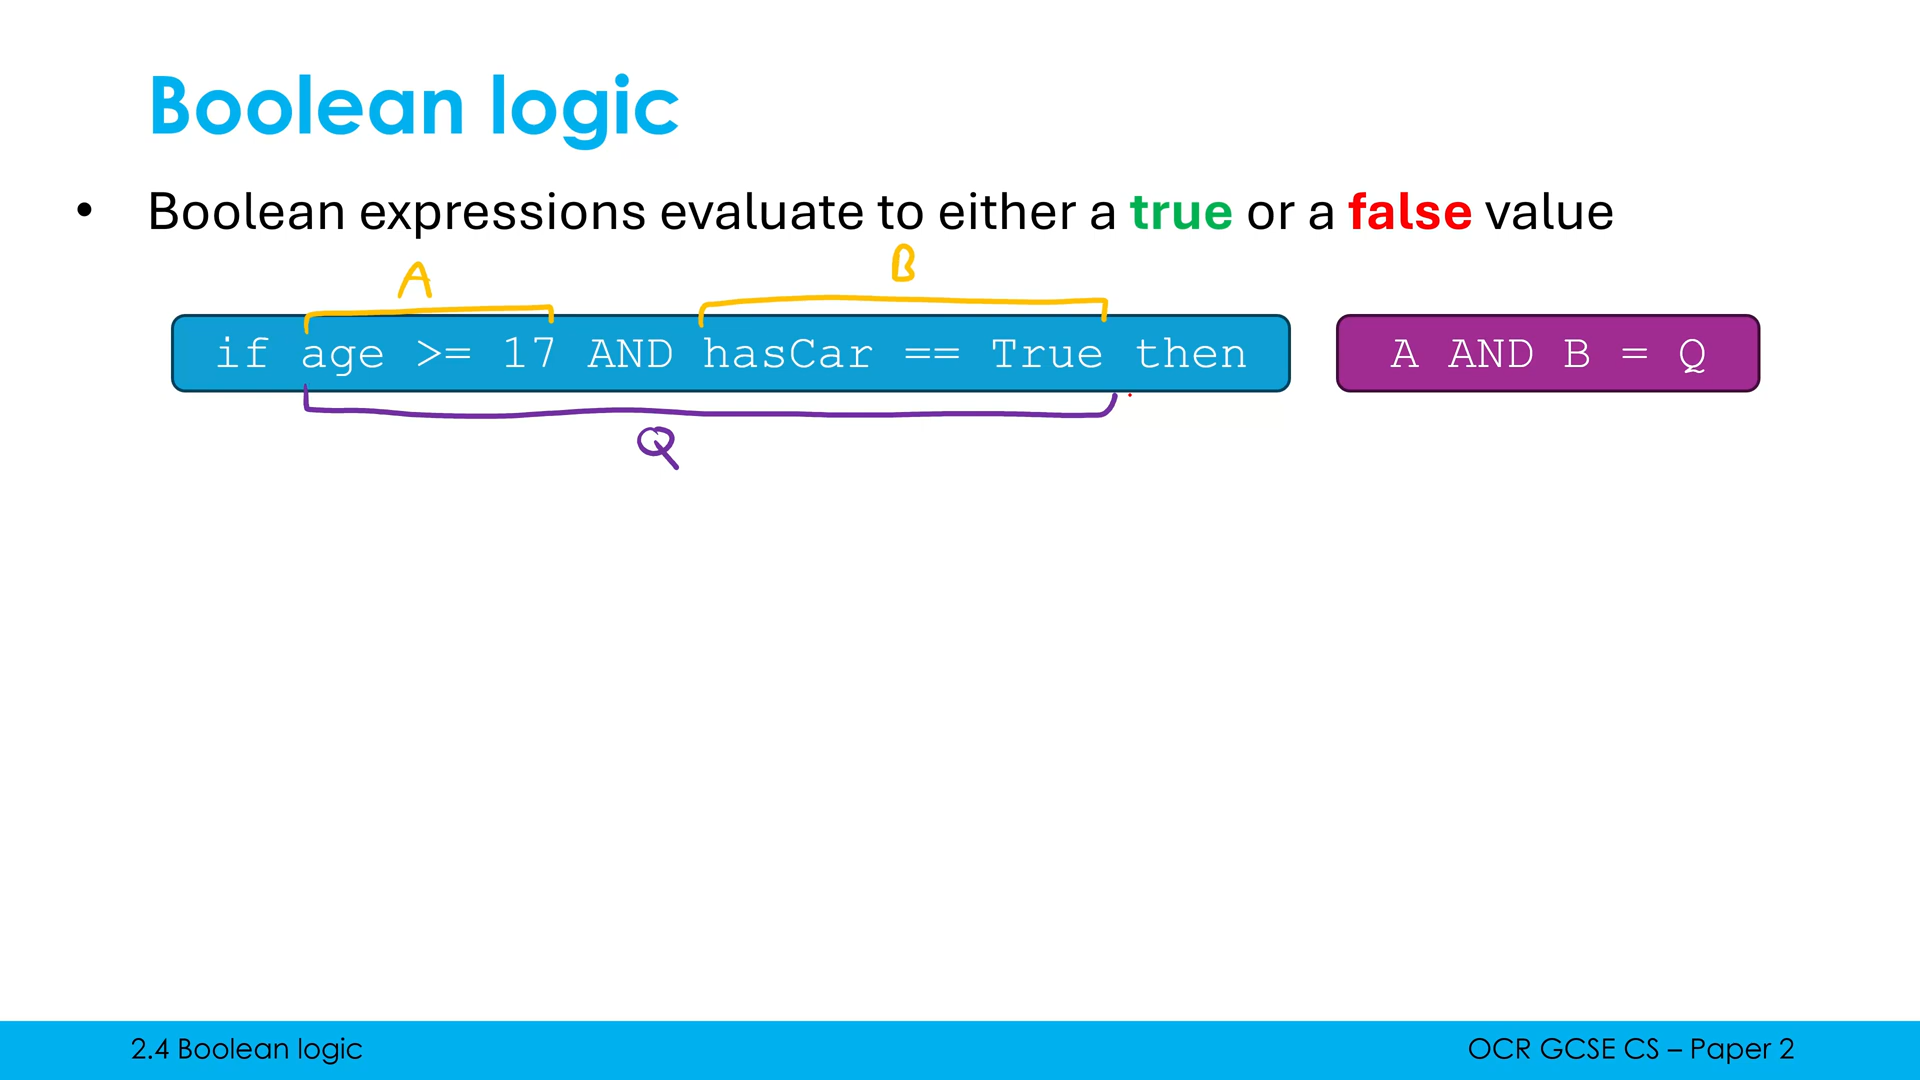 Boolean logic
• Boolean expressions evaluate to either a true or a false value
A B
if age >= 17 AND hasCar == True then
A AND B = Q
Q
2.4 Boolean logic
OCR GCSE CS – Paper 2